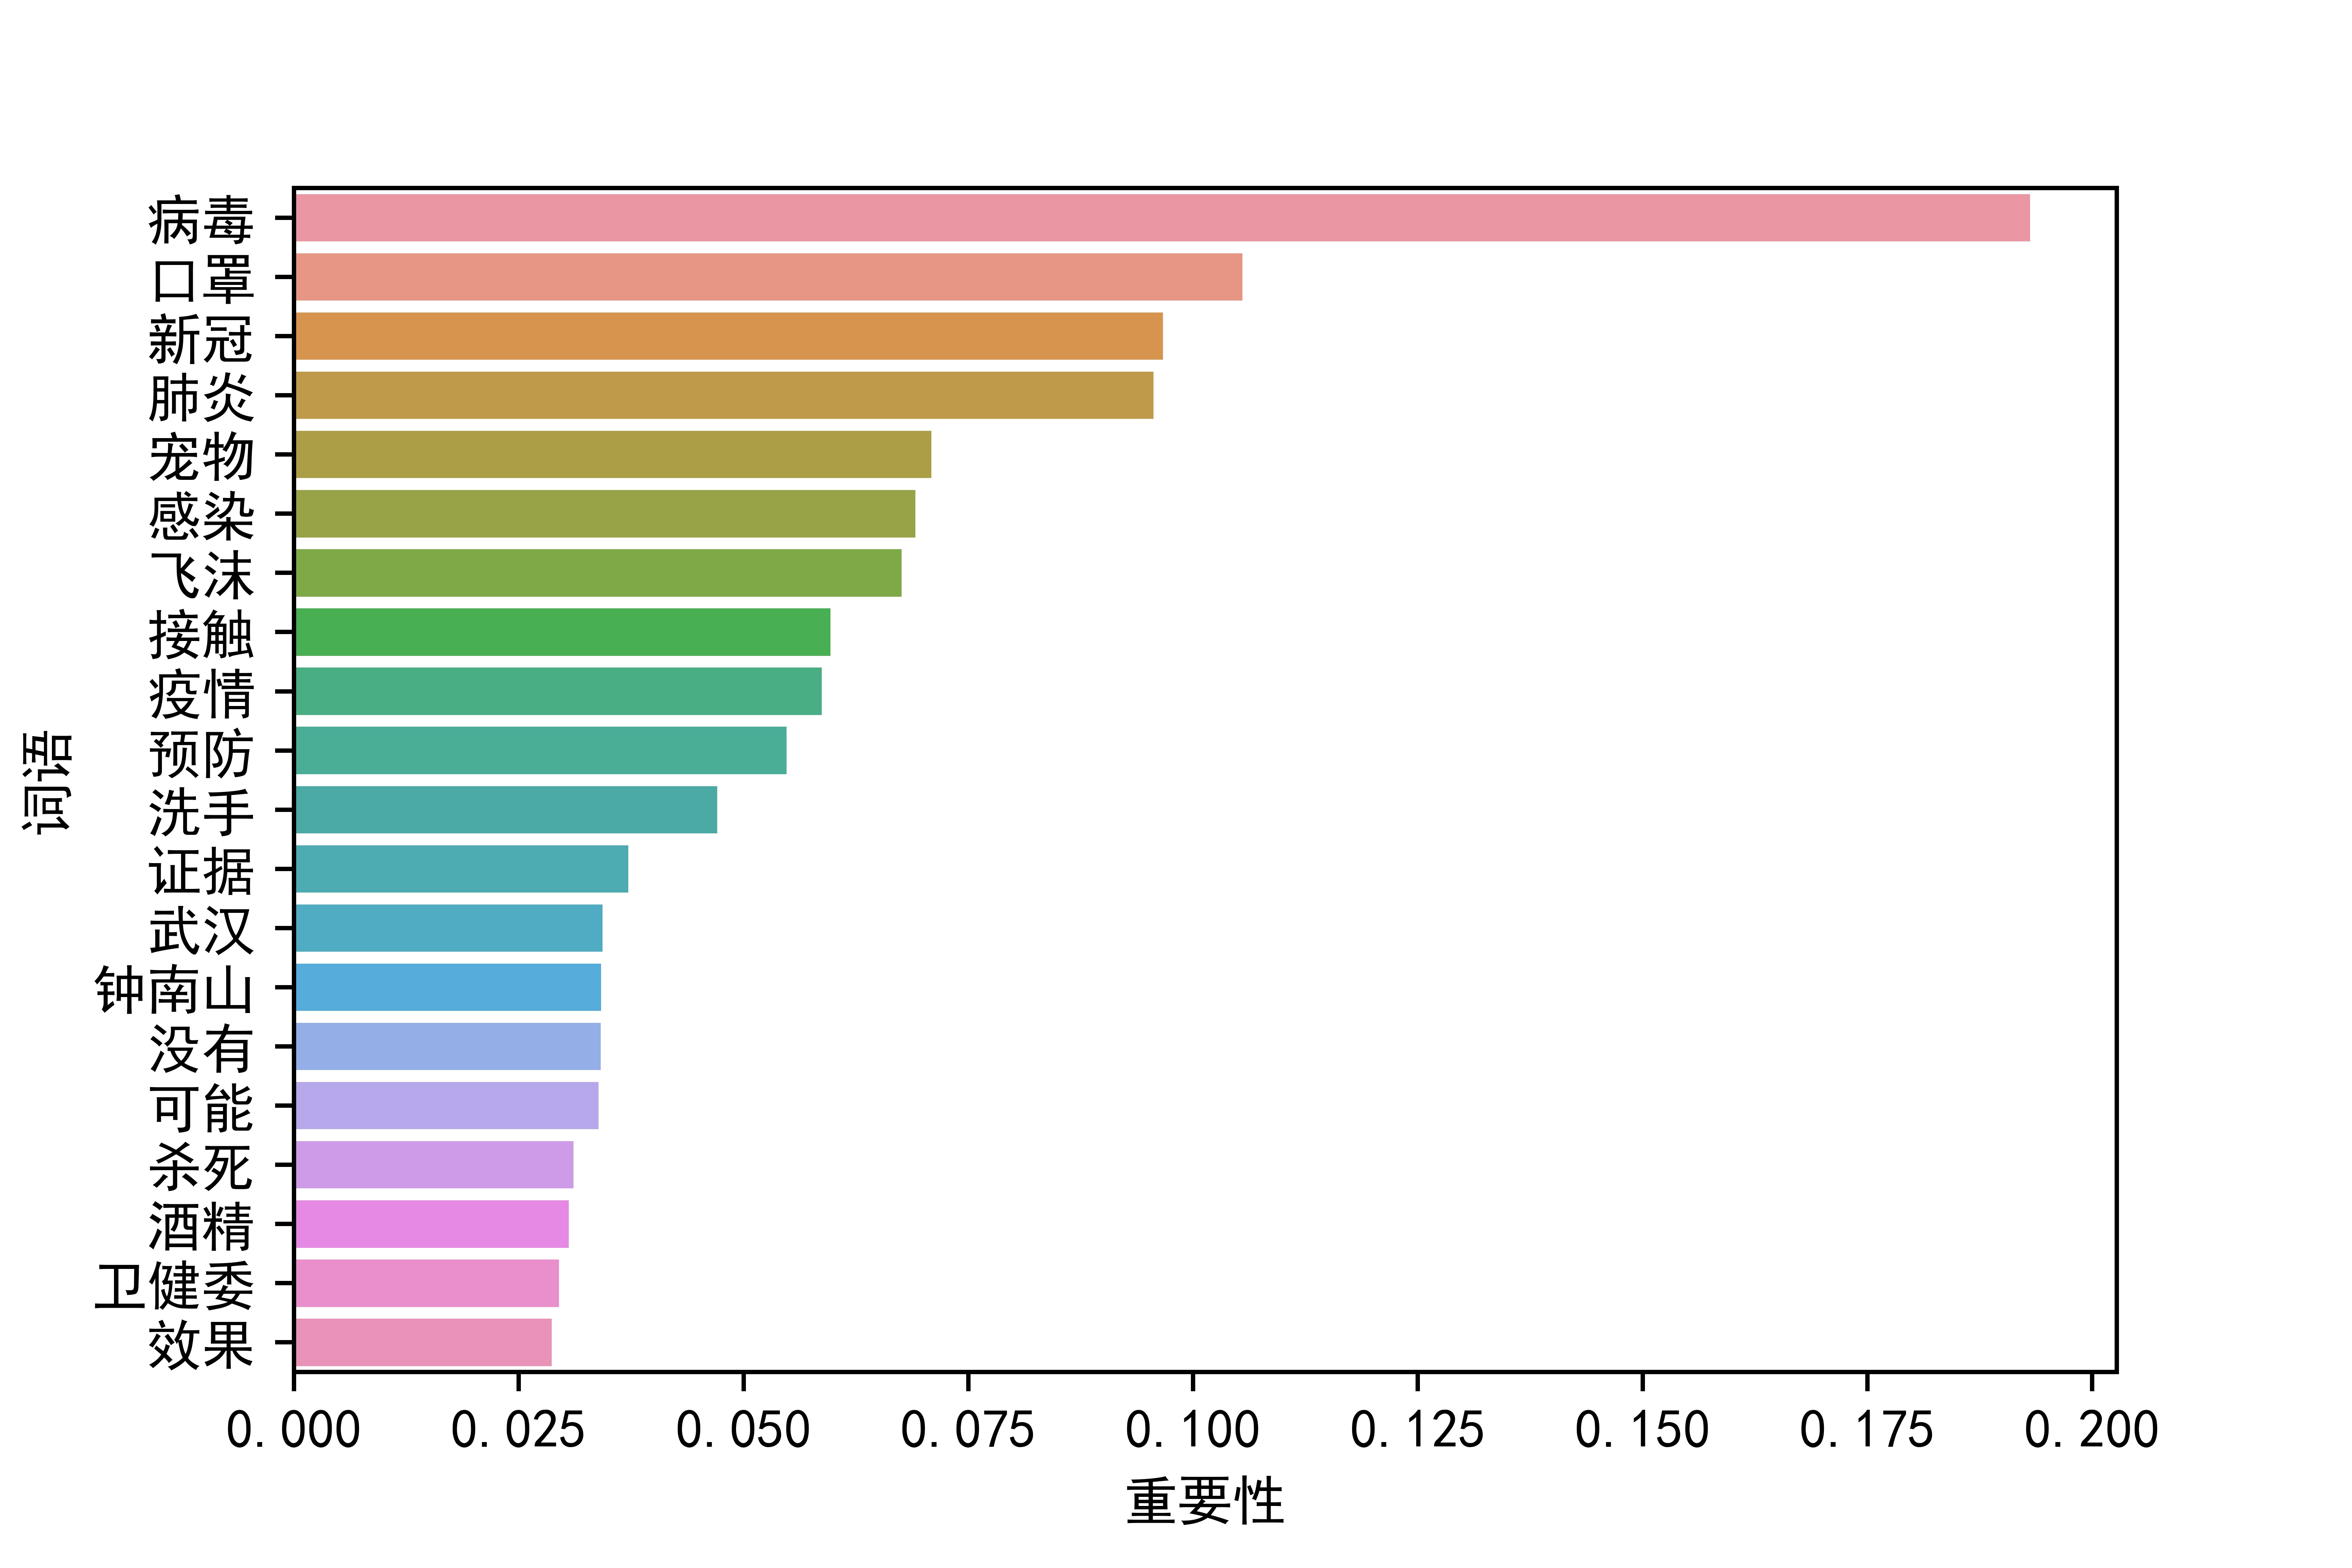 病毒
口罩
新冠
肺炎
宠物
感染
飞沫
接触
疫情
预防
洗手
证据
武汉
钟南山
没有
可能
杀死
酒精
卫健委
效果
词语
0.000 0.025 0.050 0.075 0.100 0.125 0.150 0.175 0.200
重要性